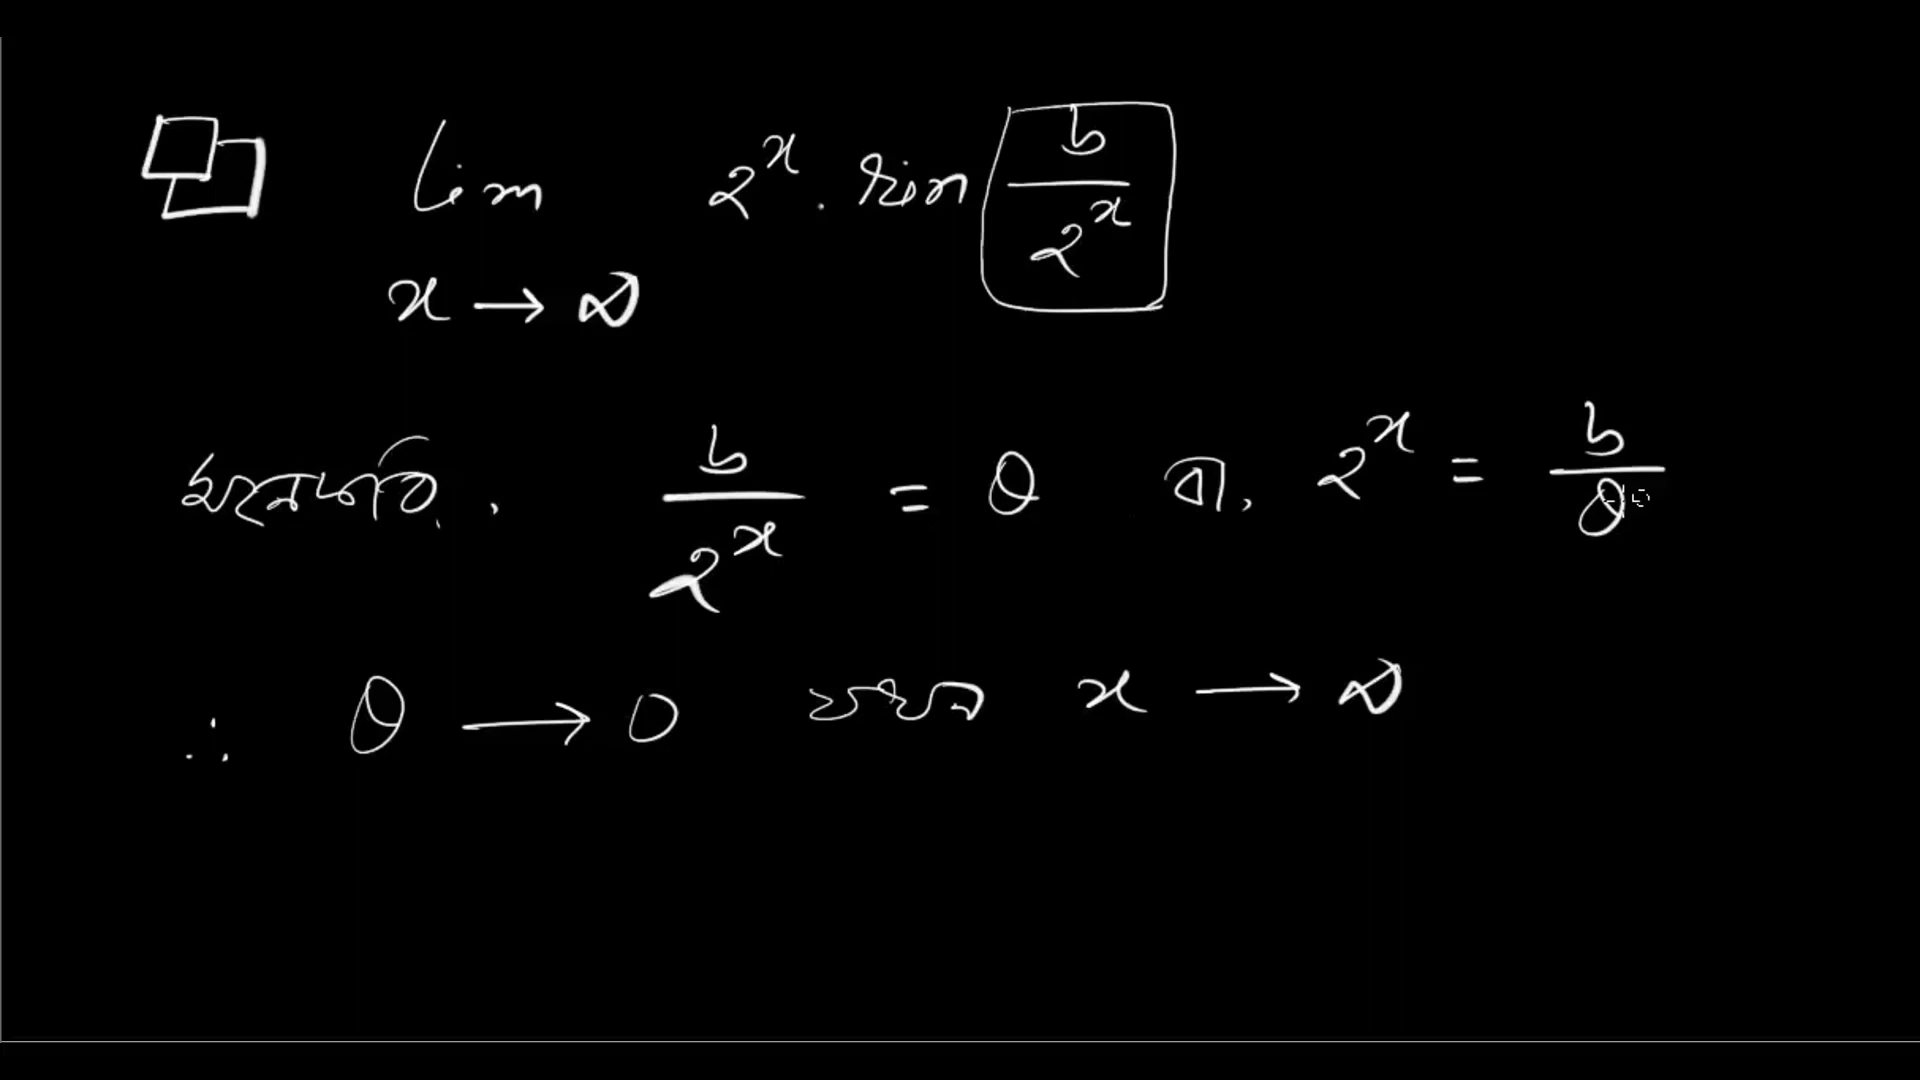 lim 2^x . sin b/2^x
x → ∞
মনেকরি, b/2^x = θ বা, 2^x = b/θ
∴ θ → 0 যখন x → ∞